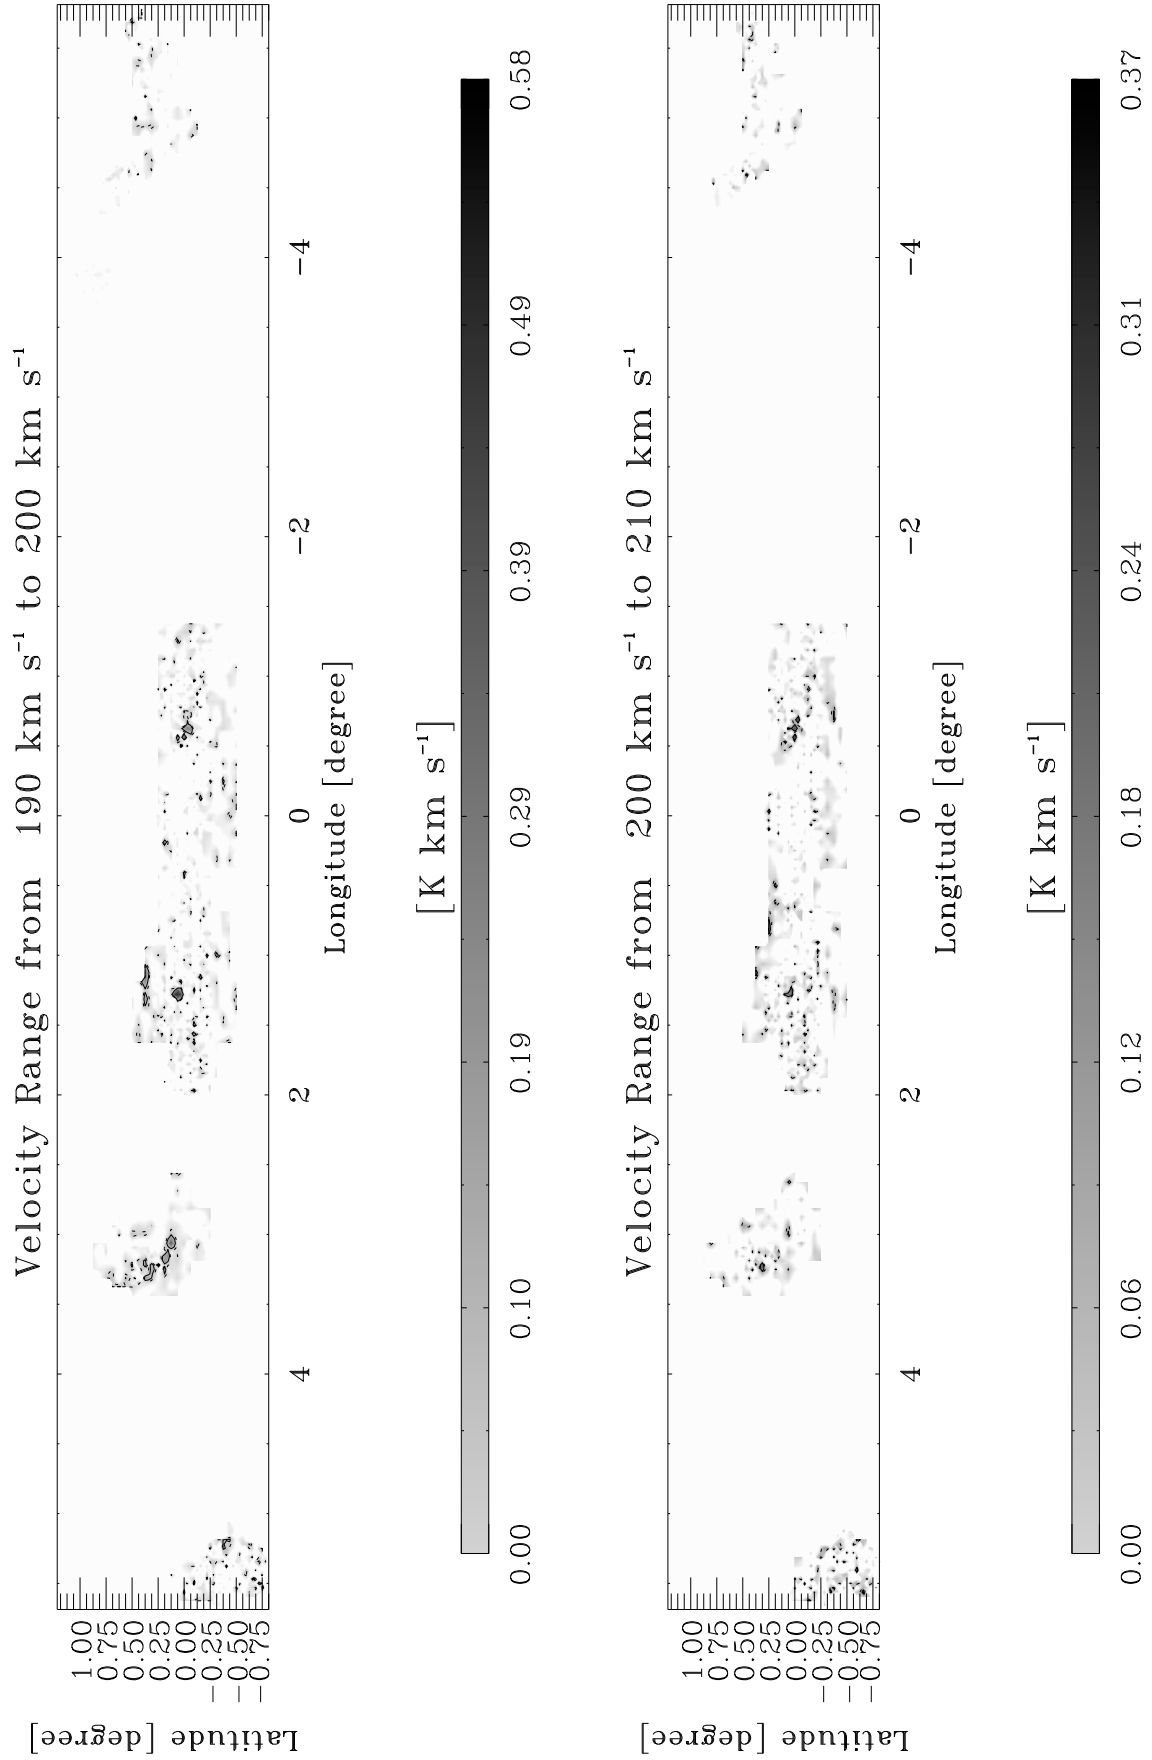 Velocity Range from 190 km s⁻¹ to 200 km s⁻¹
Latitude [degree]
1.00
0.75
0.50
0.25
0.00
−0.25
−0.50
−0.75
4 2 0 −2 −4
Longitude [degree]
[K km s⁻¹]
0.00 0.10 0.19 0.29 0.39 0.49 0.58
Velocity Range from 200 km s⁻¹ to 210 km s⁻¹
Latitude [degree]
1.00
0.75
0.50
0.25
0.00
−0.25
−0.50
−0.75
4 2 0 −2 −4
Longitude [degree]
[K km s⁻¹]
0.00 0.06 0.12 0.18 0.24 0.31 0.37